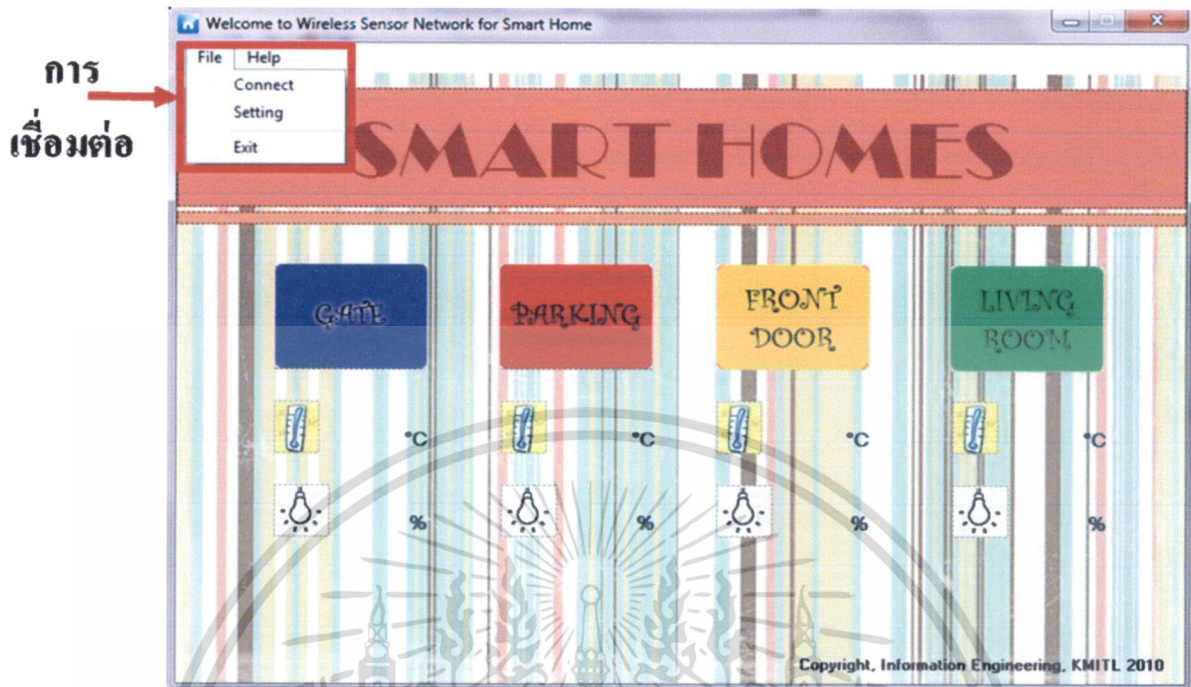 Welcome to Wireless Sensor Network for Smart Home
File Help
Connect
Setting
Exit
การ
เชื่อมต่อ
SMART HOMES
GATE
PARKING
FRONT
DOOR
LIVING
ROOM
°C °C °C °C
% % % %
Copyright, Information Engineering, KMITL 2010